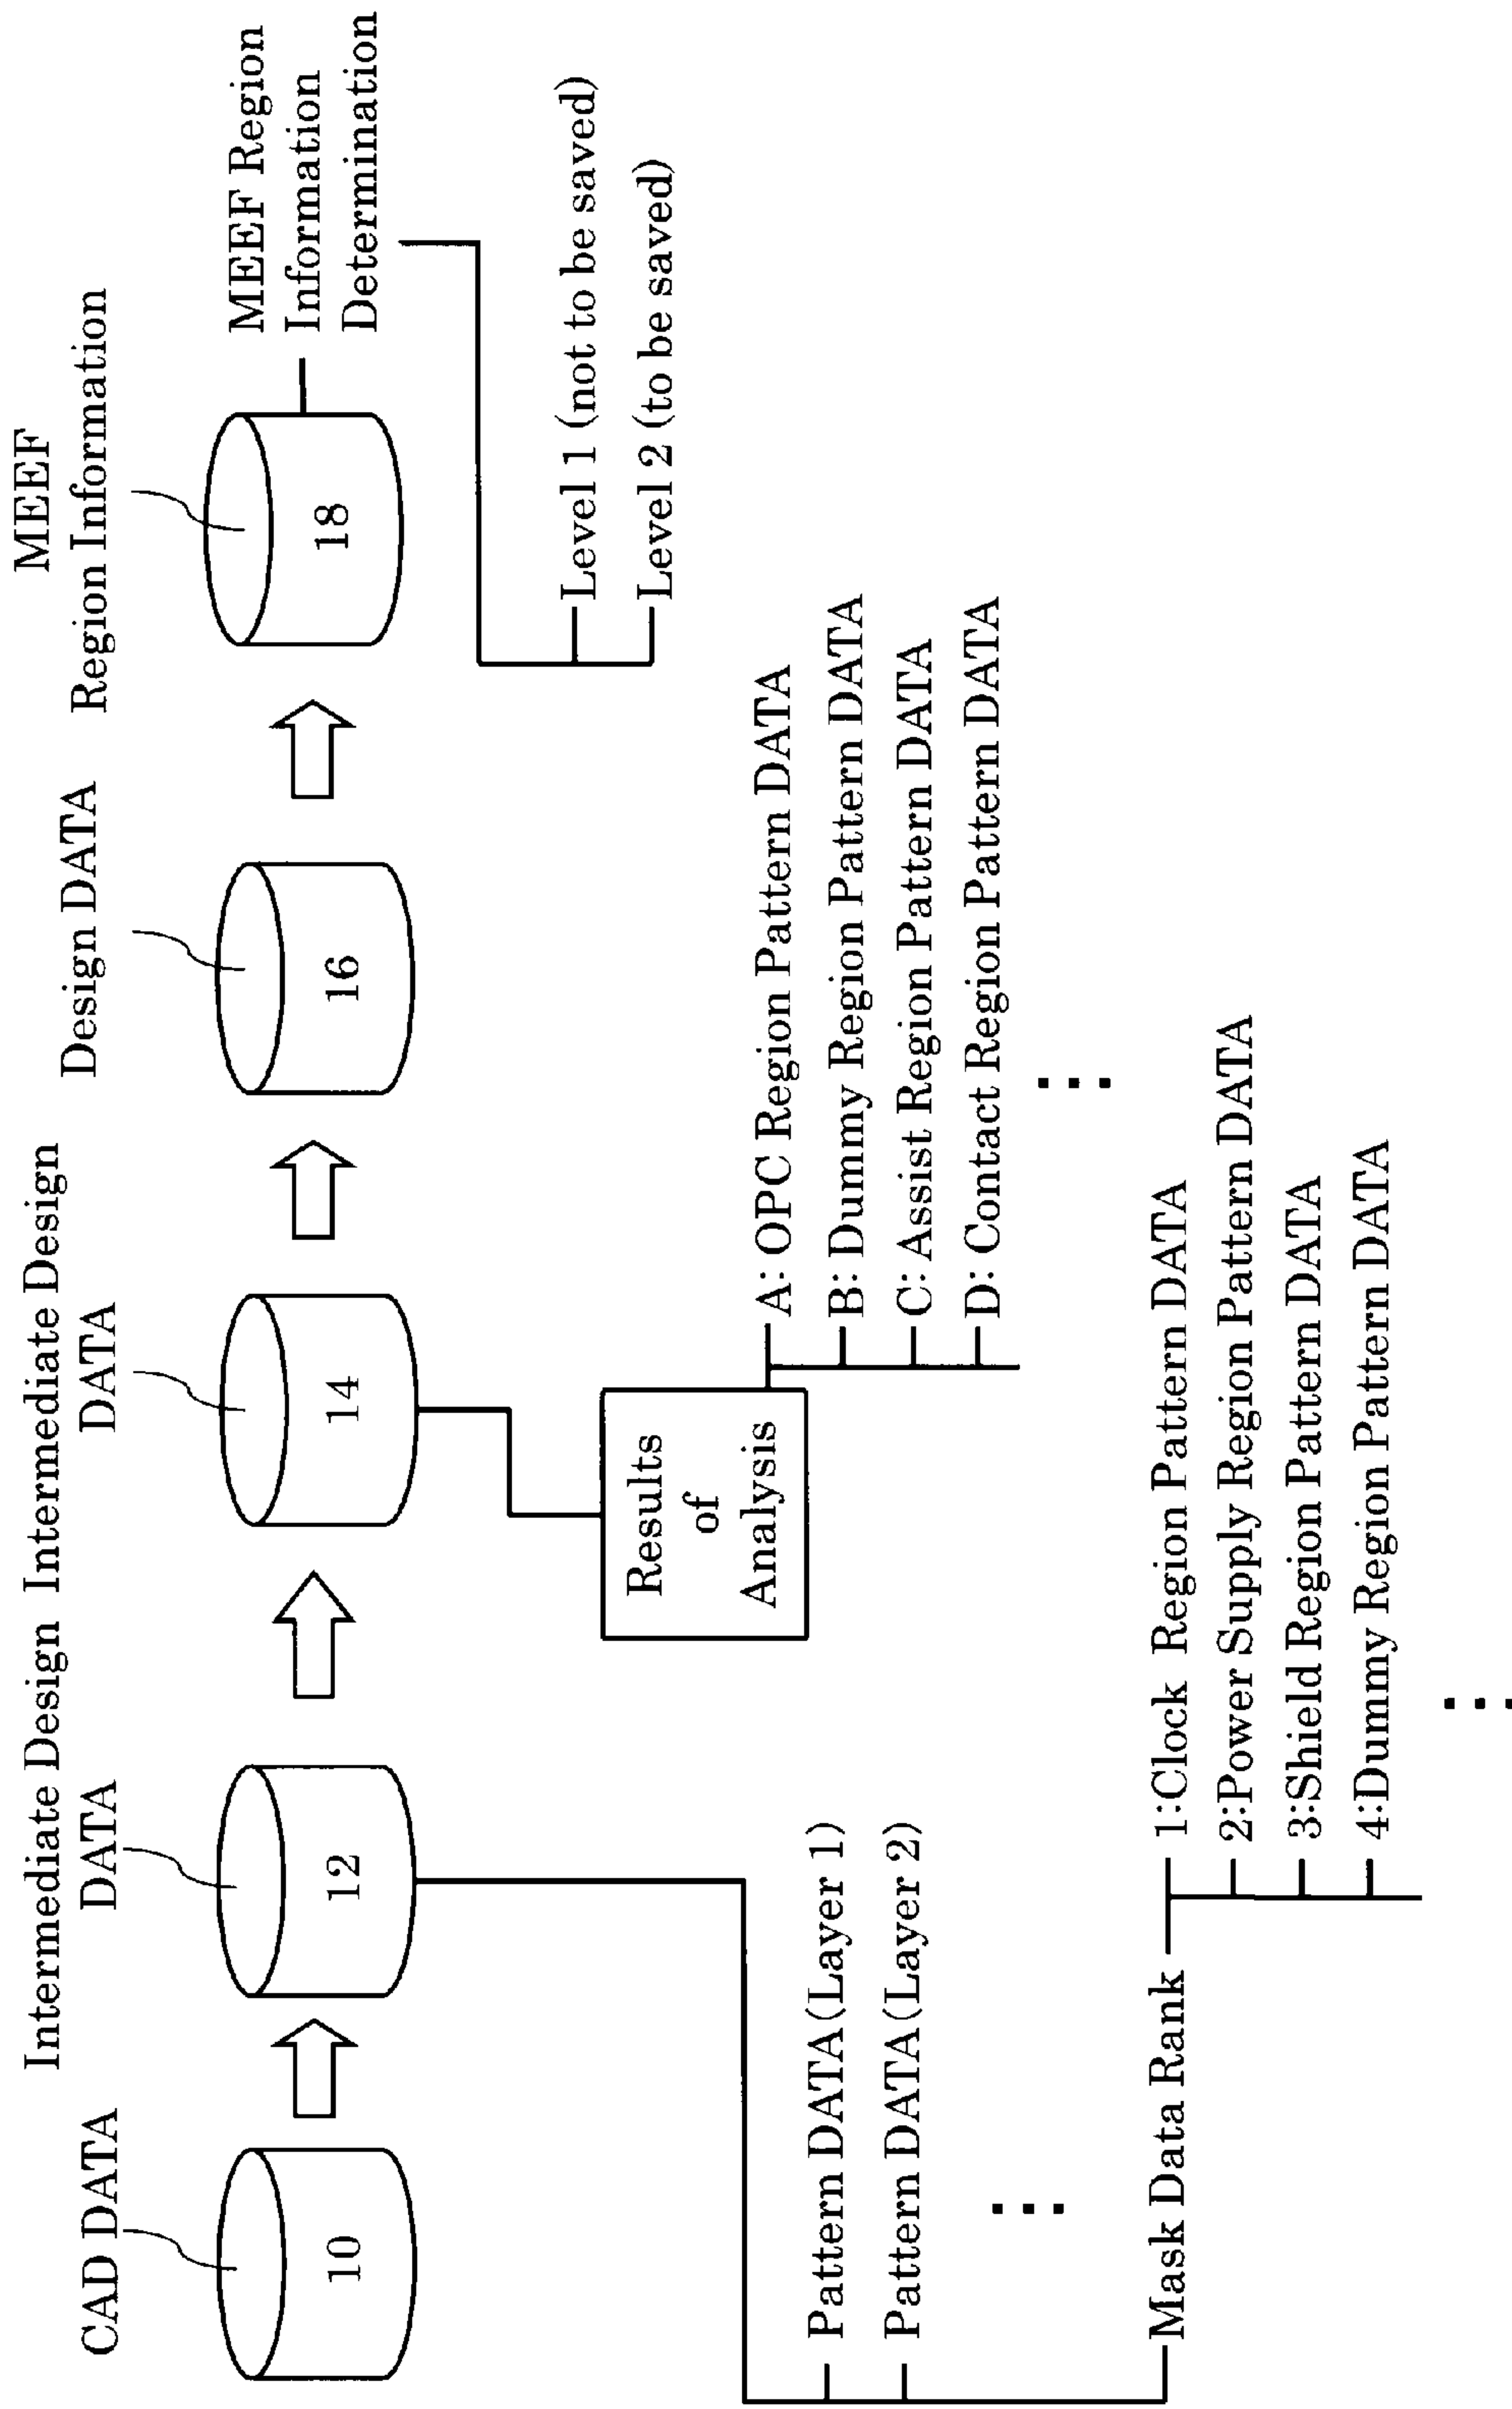 CAD DATA
10
Intermediate Design
DATA
12
Intermediate Design
DATA
14
Design DATA
16
MEEF
Region Information
18
MEEF Region
Information
Determination
Level 1 (not to be saved)
Level 2 (to be saved)
Results
of
Analysis
A: OPC Region Pattern DATA
B: Dummy Region Pattern DATA
C: Assist Region Pattern DATA
D: Contact Region Pattern DATA
⋮
Pattern DATA(Layer 1)
Pattern DATA(Layer 2)
⋮
Mask Data Rank
1:Clock Region Pattern DATA
2:Power Supply Region Pattern DATA
3:Shield Region Pattern DATA
4:Dummy Region Pattern DATA
⋮